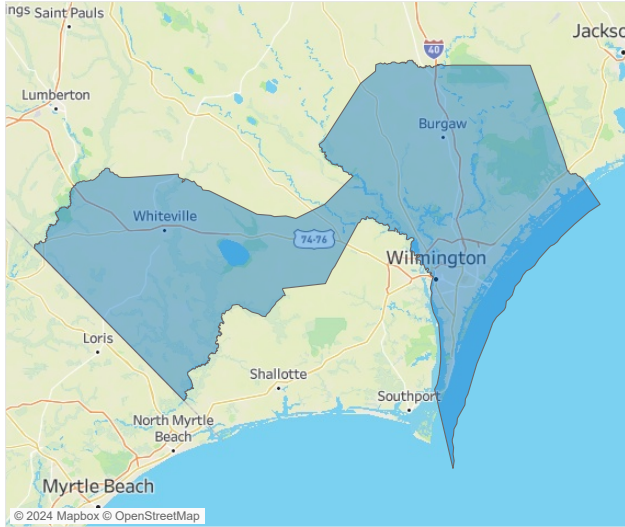 ngs Saint Pauls
Jackso
40
Lumberton
Burgaw
Whiteville
74-76
Wilmington
Loris
Shallotte
Southport
North Myrtle
Beach
Myrtle Beach
© 2024 Mapbox © OpenStreetMap